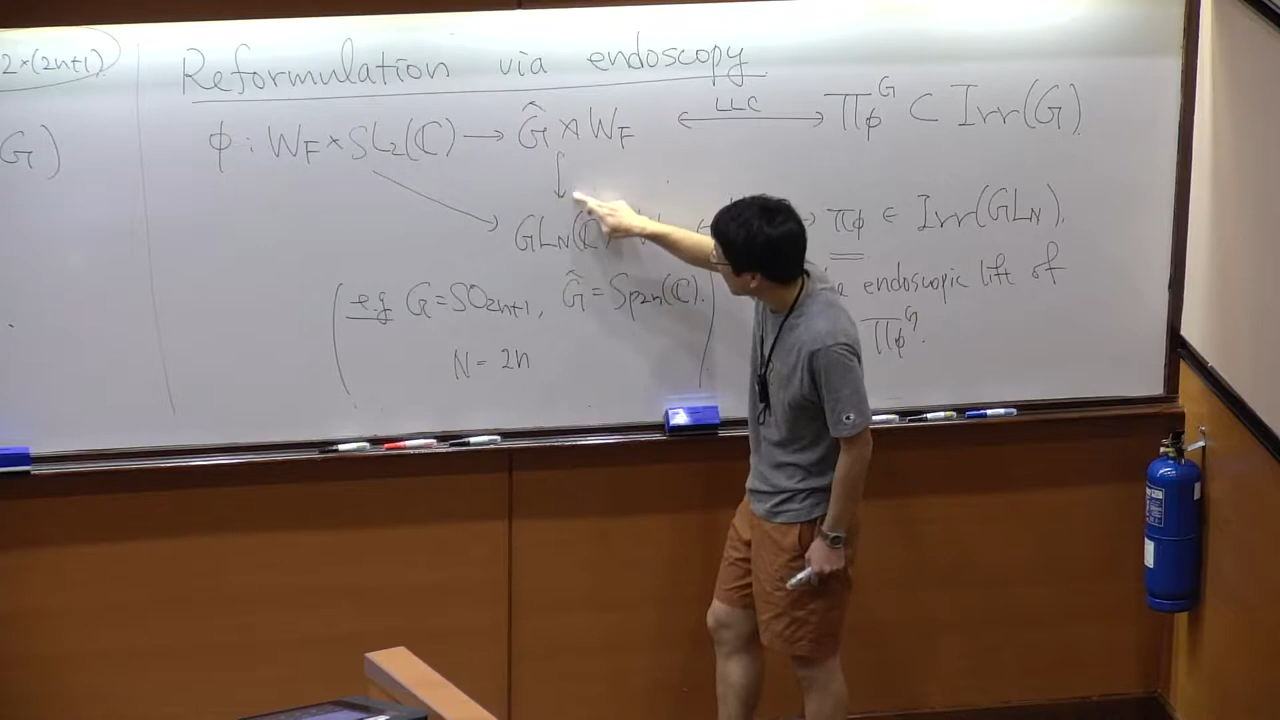 2×(2n+1)
G)
Reformulation via endoscopy
φ : W_F × SL₂(ℂ) → Ĝ ⋊ W_F ⟷ LLC Π_φ^G ⊂ Irr(G)
GL_N(ℂ) π_φ ∈ Irr(GL_N).
endoscopic lift of
Π_φ^G.
(e.g. G = SO_{2n+1}, Ĝ = Sp_{2n}(ℂ).
N = 2n)